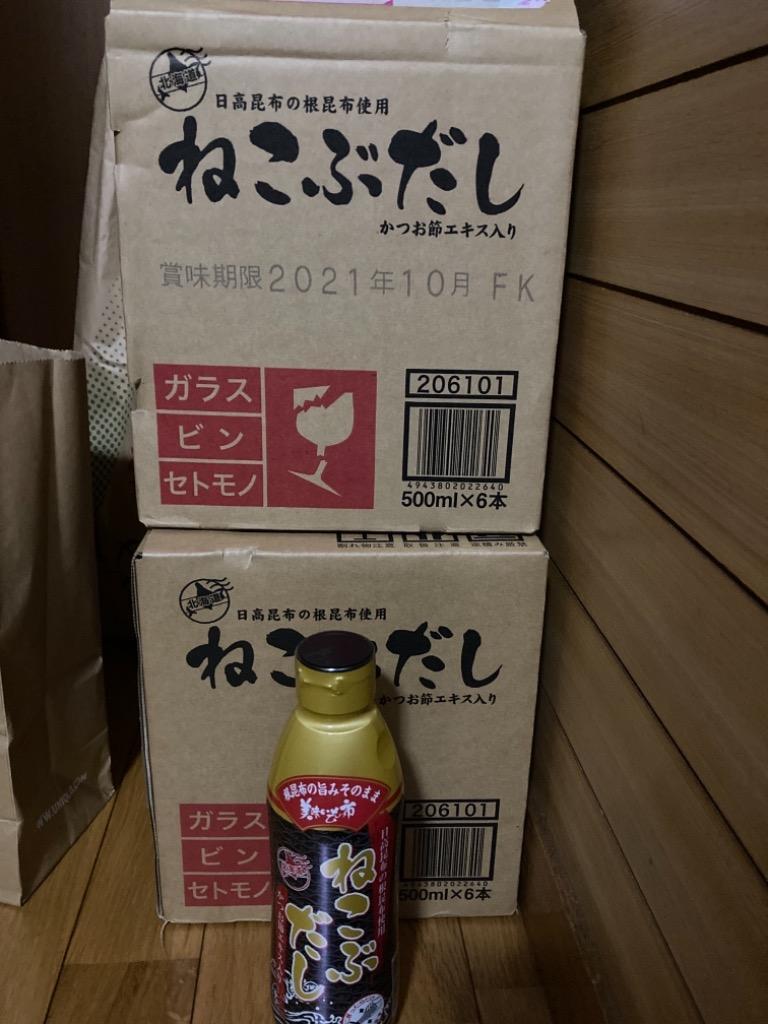 北海道
日高昆布の根昆布使用
ねこぶだし
かつお節エキス入り
賞味期限2021年10月 FK
ガラス
ビン
セトモノ
206101
4943802022640
500ml×6本
北海道
日高昆布の根昆布使用
ねこ だし
かつお節エキス入り
ガラス
ビン
セトモノ
206101
4943802022640
500ml×6本
根昆布の旨みそのまま
日高昆布の根昆布使用
ねこぶ
だし
WWW.UNIQLO.COM